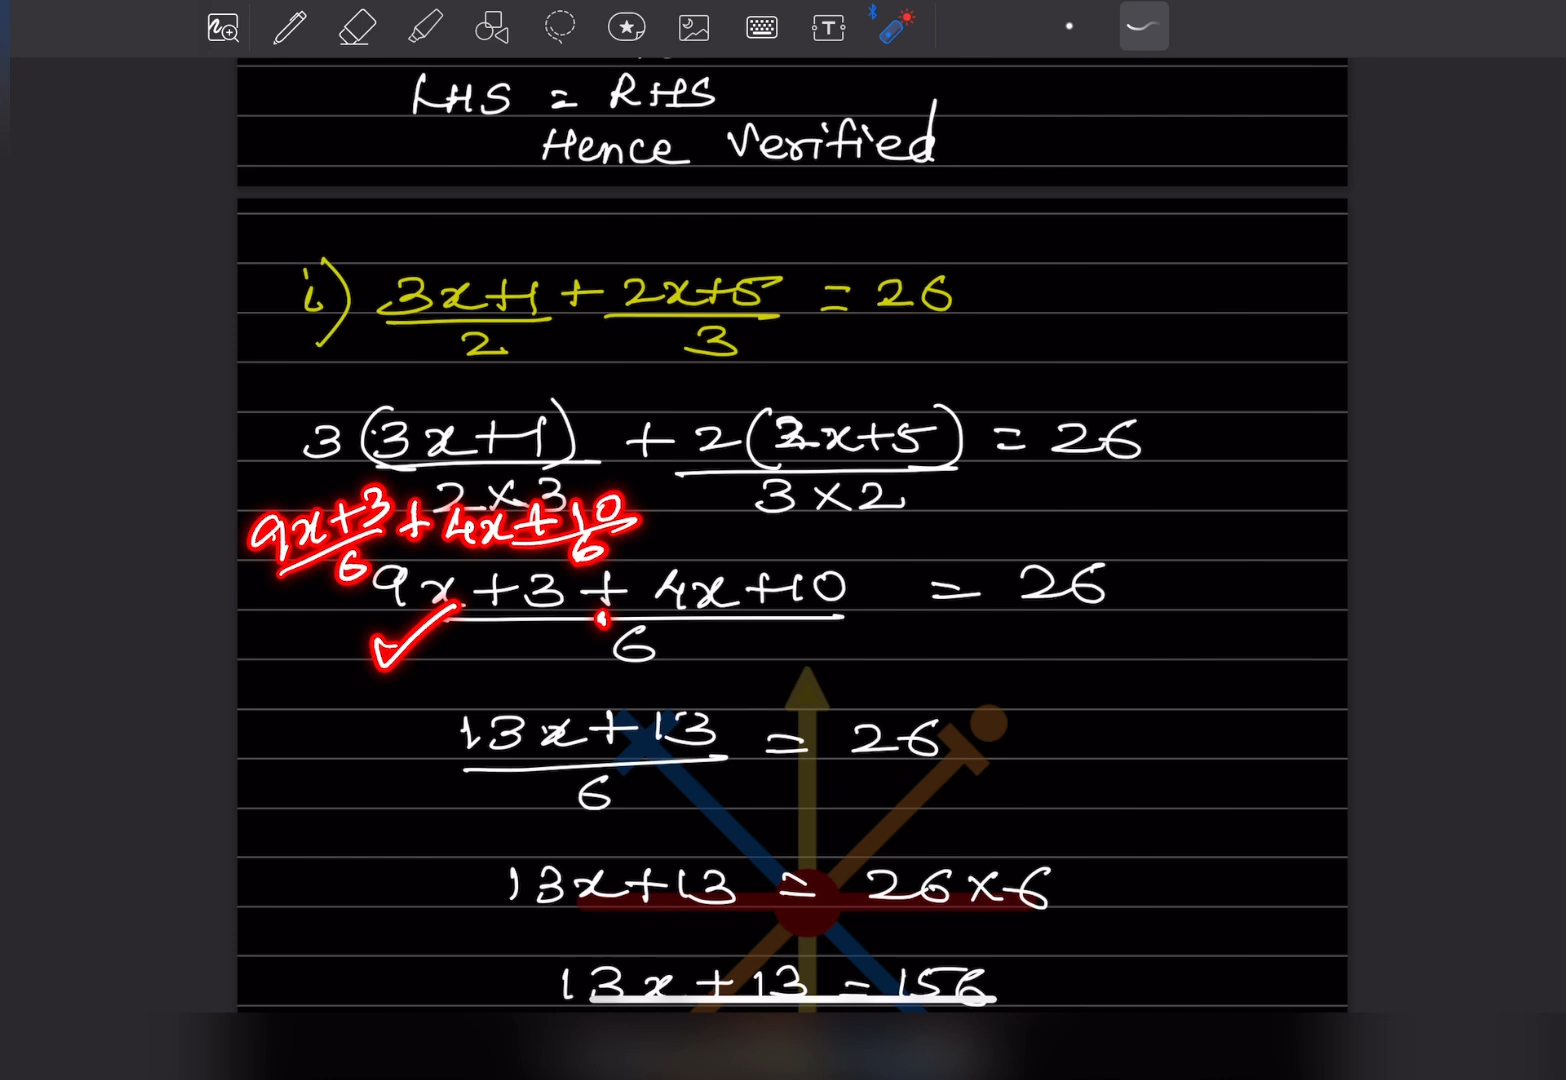 LHS = RHS
Hence Verified
i) (3x+1)/2 + (2x+5)/3 = 26
3(3x+1)/(2×3) + 2(2x+5)/(3×2) = 26
(9x+3)/6 + (4x+10)/6
(9x+3+4x+10)/6 = 26
(13x+13)/6 = 26
13x+13 = 26×6
13x+13 = 156